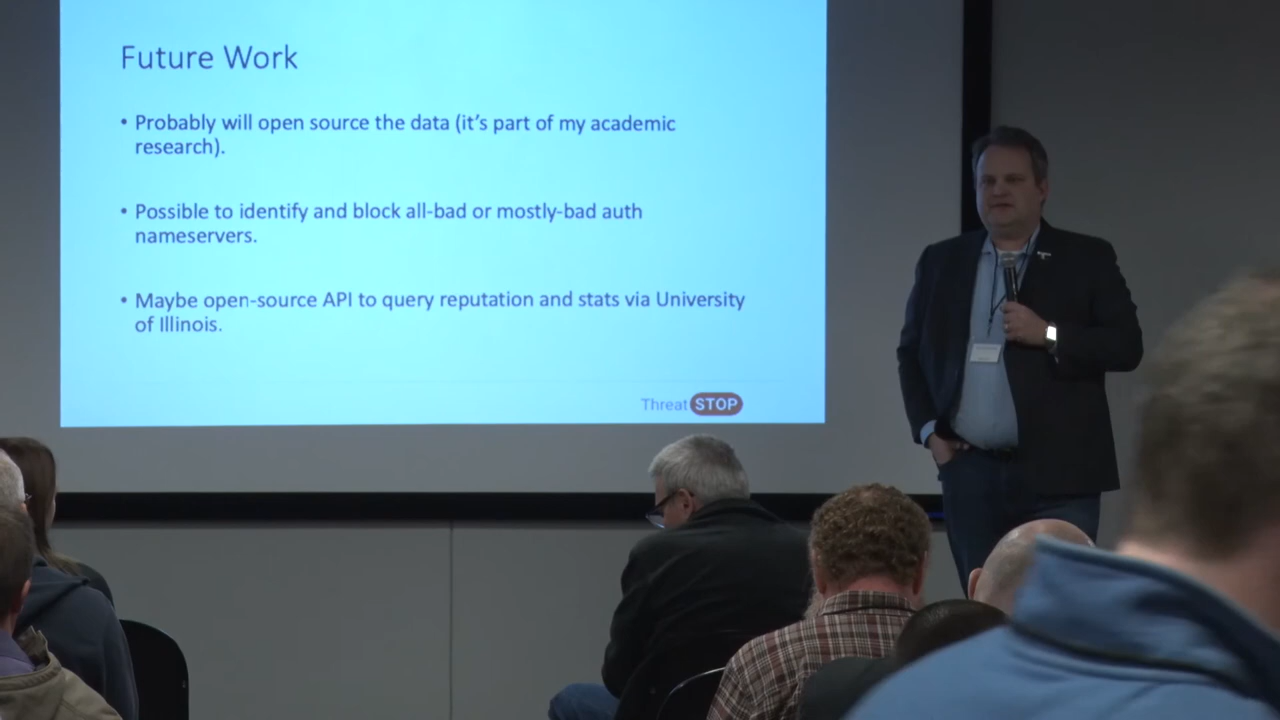 Future Work
• Probably will open source the data (it's part of my academic
research).
• Possible to identify and block all-bad or mostly-bad auth
nameservers.
• Maybe open-source API to query reputation and stats via University
of Illinois.
Threat STOP